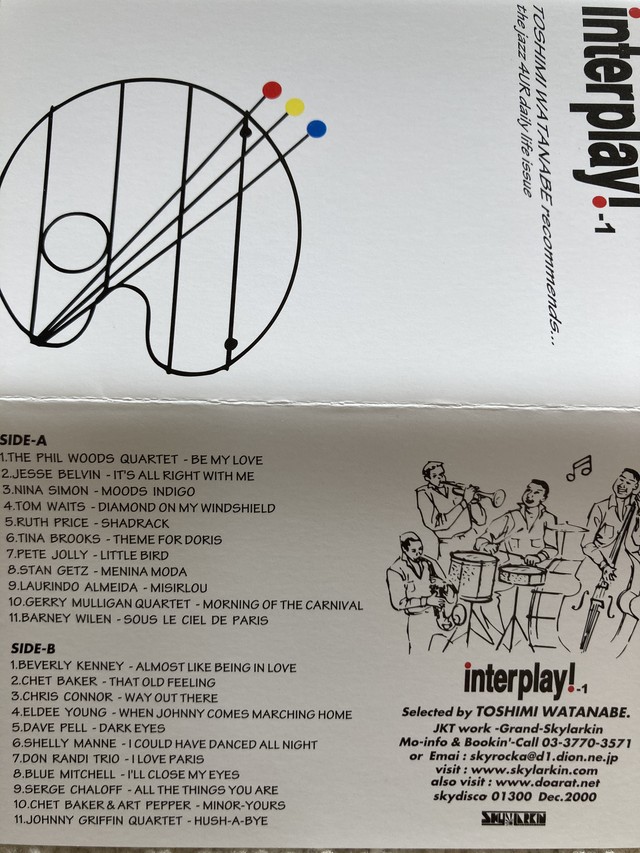 interplay!-1
TOSHIMI WATANABE recommends...
the jazz 4UR daily life issue
SIDE-A
1.THE PHIL WOODS QUARTET - BE MY LOVE
2.JESSE BELVIN - IT'S ALL RIGHT WITH ME
3.NINA SIMON - MOODS INDIGO
4.TOM WAITS - DIAMOND ON MY WINDSHIELD
5.RUTH PRICE - SHADRACK
6.TINA BROOKS - THEME FOR DORIS
7.PETE JOLLY - LITTLE BIRD
8.STAN GETZ - MENINA MODA
9.LAURINDO ALMEIDA - MISIRLOU
10.GERRY MULLIGAN QUARTET - MORNING OF THE CARNIVAL
11.BARNEY WILEN - SOUS LE CIEL DE PARIS
SIDE-B
1.BEVERLY KENNEY - ALMOST LIKE BEING IN LOVE
2.CHET BAKER - THAT OLD FEELING
3.CHRIS CONNOR - WAY OUT THERE
4.ELDEE YOUNG - WHEN JOHNNY COMES MARCHING HOME
5.DAVE PELL - DARK EYES
6.SHELLY MANNE - I COULD HAVE DANCED ALL NIGHT
7.DON RANDI TRIO - I LOVE PARIS
8.BLUE MITCHELL - I'LL CLOSE MY EYES
9.SERGE CHALOFF - ALL THE THINGS YOU ARE
10.CHET BAKER & ART PEPPER - MINOR-YOURS
11.JOHNNY GRIFFIN QUARTET - HUSH-A-BYE
interplay!-1
Selected by TOSHIMI WATANABE.
JKT work -Grand-Skylarkin
Mo-info & Bookin'-Call 03-3770-3571
or Emai : skyrocka@d1.dion.ne.jp
visit : www.skylarkin.com
also visit : www.doarat.net
skydisco 01300 Dec.2000
SKYLARKIN